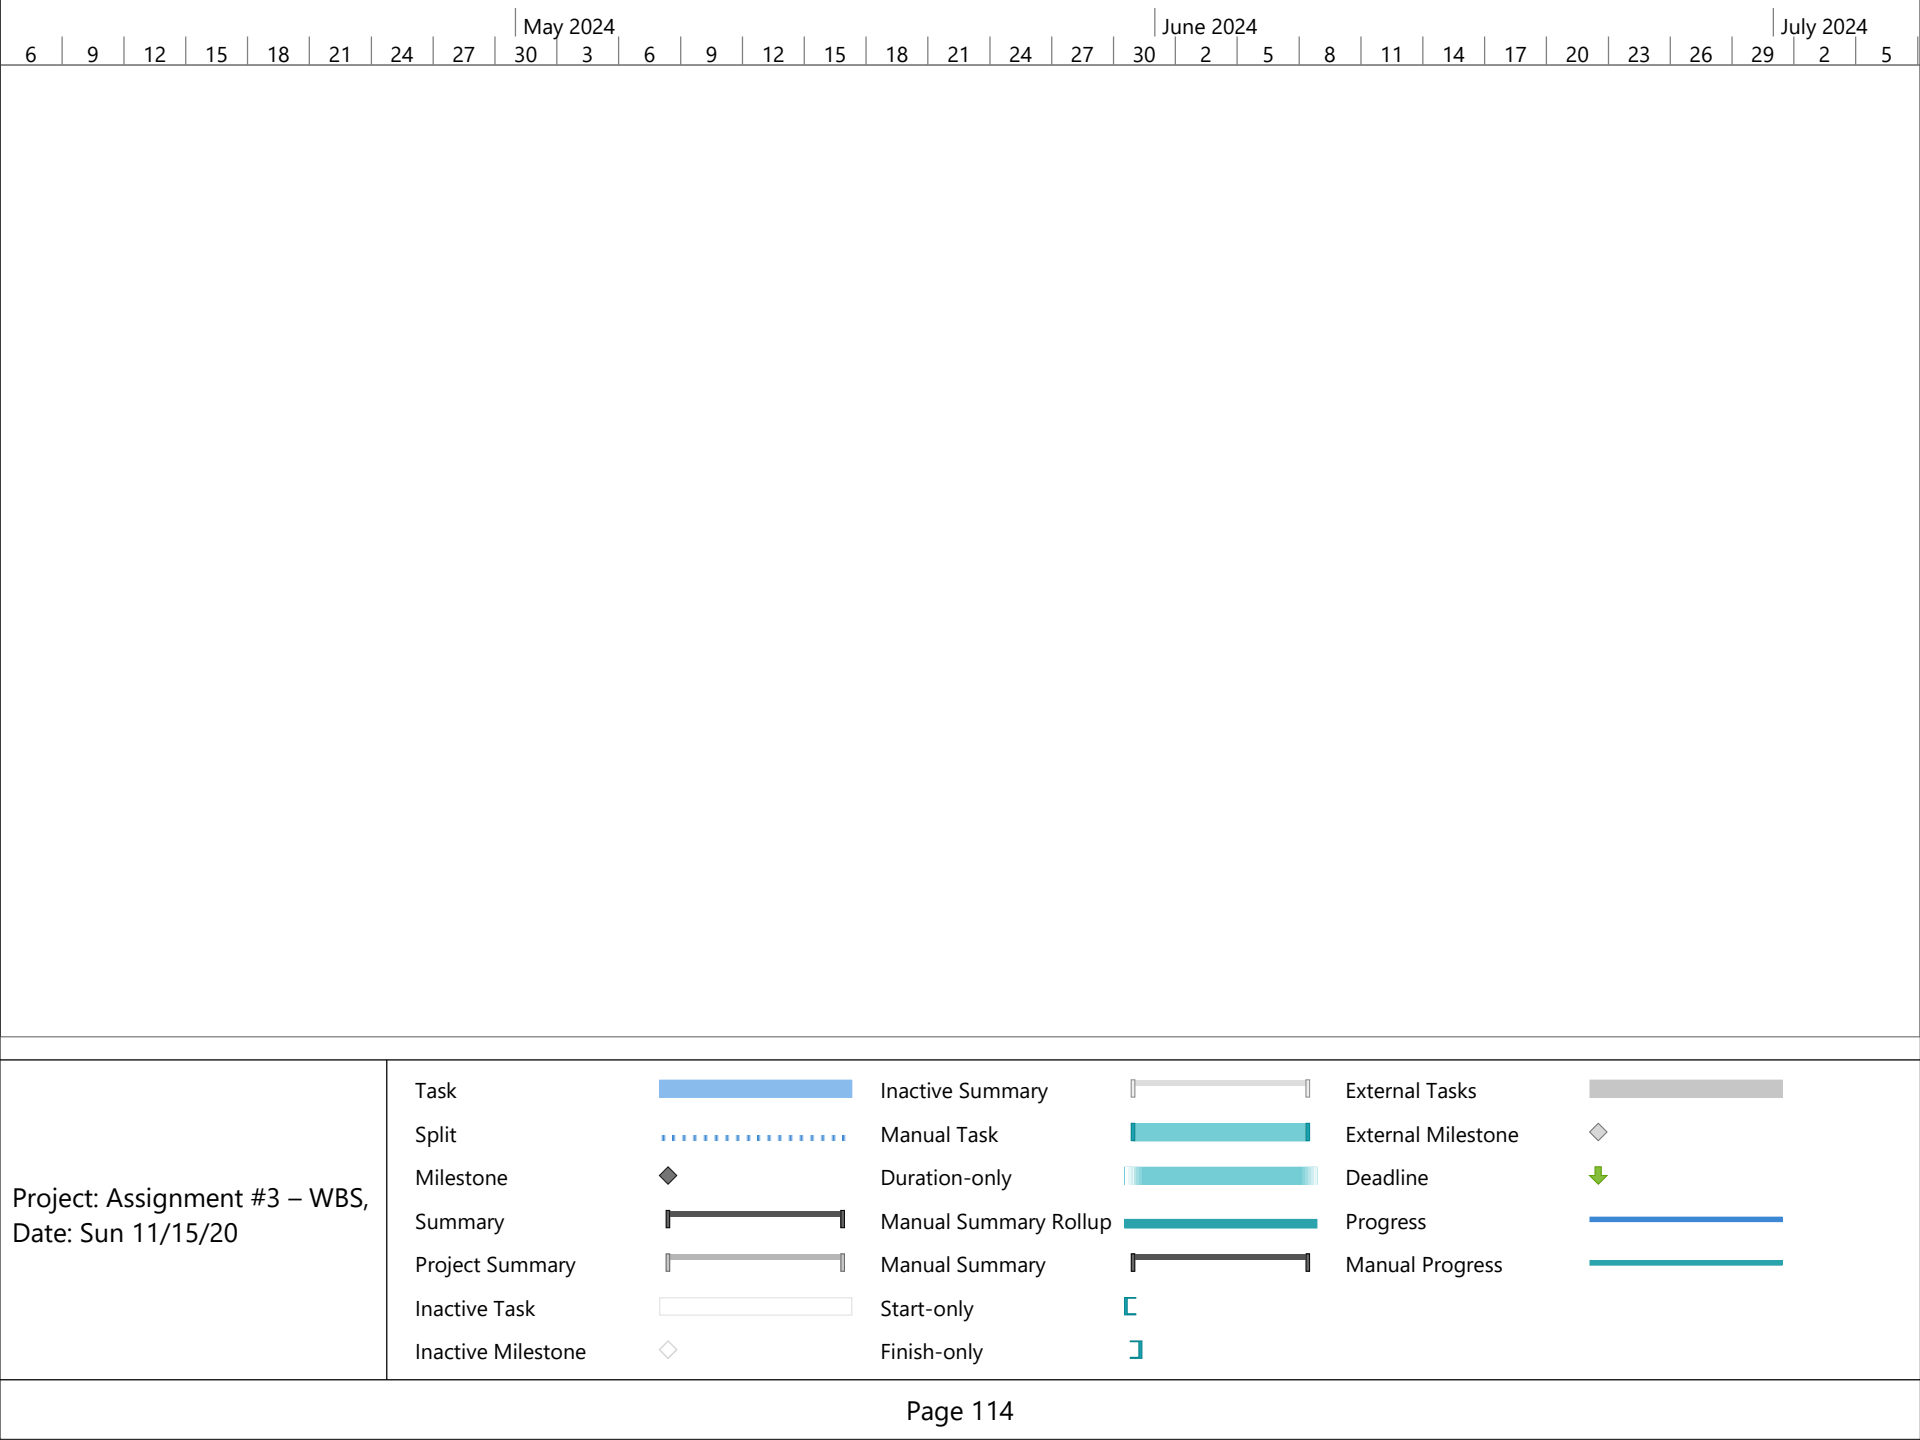 May 2024 June 2024 July 2024
6 9 12 15 18 21 24 27 30 3 6 9 12 15 18 21 24 27 30 2 5 8 11 14 17 20 23 26 29 2 5
Project: Assignment #3 – WBS,
Date: Sun 11/15/20
Task
Split
Milestone
Summary
Project Summary
Inactive Task
Inactive Milestone
Inactive Summary
Manual Task
Duration-only
Manual Summary Rollup
Manual Summary
Start-only
Finish-only
External Tasks
External Milestone
Deadline
Progress
Manual Progress
Page 114